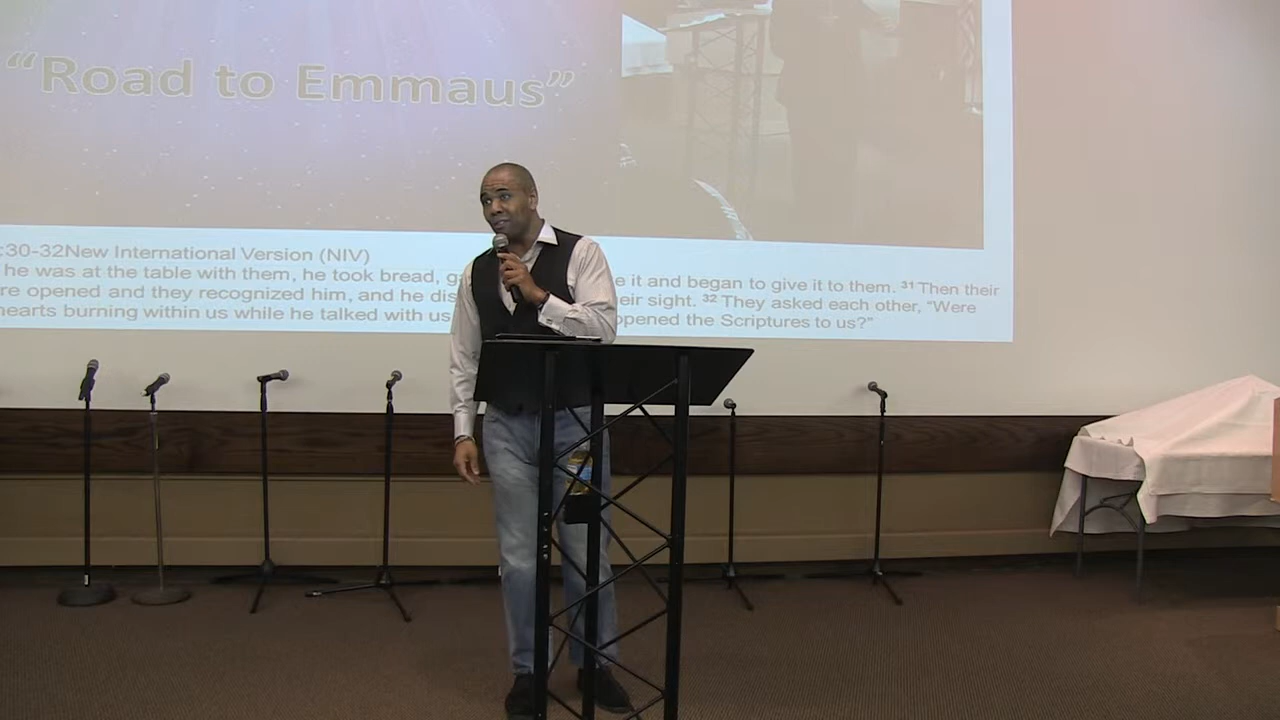 “Road to Emmaus”
:30-32New International Version (NIV)
he was at the table with them, he took bread, ga e it and began to give it to them. ³¹ Then their
re opened and they recognized him, and he dis eir sight. ³² They asked each other, “Were
hearts burning within us while he talked with us opened the Scriptures to us?”